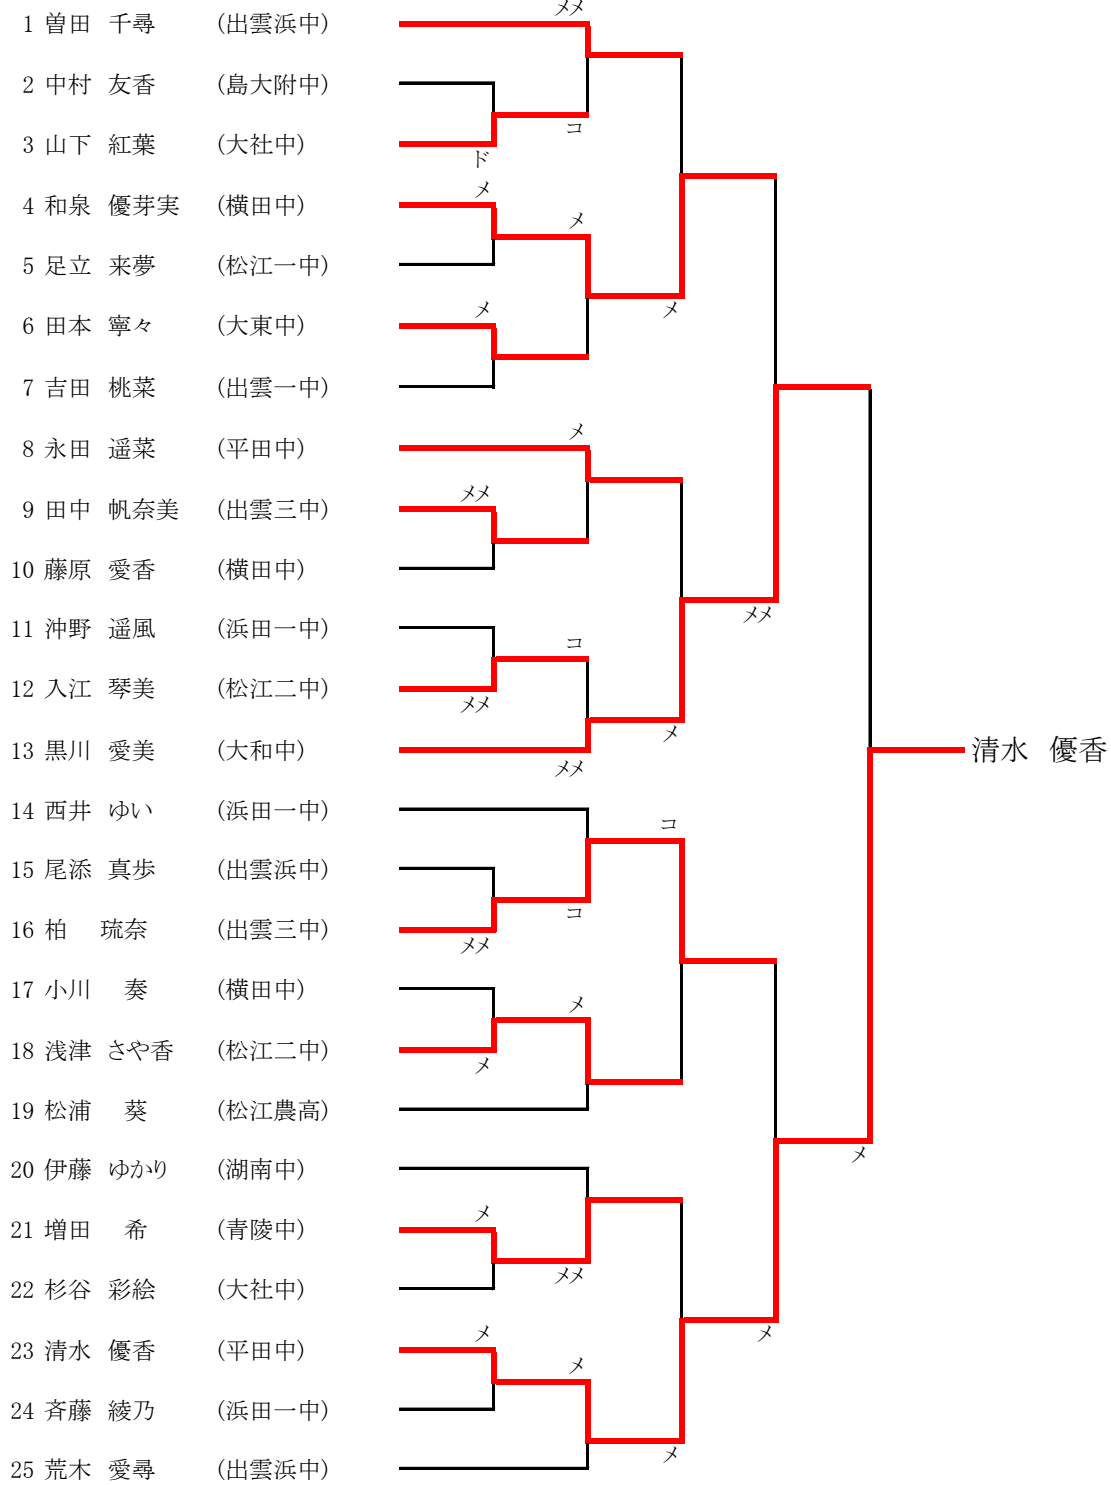 メメ
1 曽田 千尋 (出雲浜中)
2 中村 友香 (島大附中)
コ
3 山下 紅葉 (大社中)
ド
メ
4 和泉 優芽実 (横田中)
メ
5 足立 来夢 (松江一中)
メ
メ
6 田本 寧々 (大東中)
7 吉田 桃菜 (出雲一中)
メ
8 永田 遥菜 (平田中)
メメ
9 田中 帆奈美 (出雲三中)
10 藤原 愛香 (横田中)
メメ
11 沖野 遥風 (浜田一中)
コ
12 入江 琴美 (松江二中)
メメ
メ
13 黒川 愛美 (大和中)
清水 優香
メメ
14 西井 ゆい (浜田一中)
コ
15 尾添 真歩 (出雲浜中)
コ
16 柏 琉奈 (出雲三中)
メメ
17 小川 奏 (横田中)
メ
18 浅津 さや香 (松江二中)
メ
19 松浦 葵 (松江農高)
メ
20 伊藤 ゆかり (湖南中)
メ
21 増田 希 (青陵中)
メメ
22 杉谷 彩絵 (大社中)
メ
メ
23 清水 優香 (平田中)
メ
24 斉藤 綾乃 (浜田一中)
メ
25 荒木 愛尋 (出雲浜中)